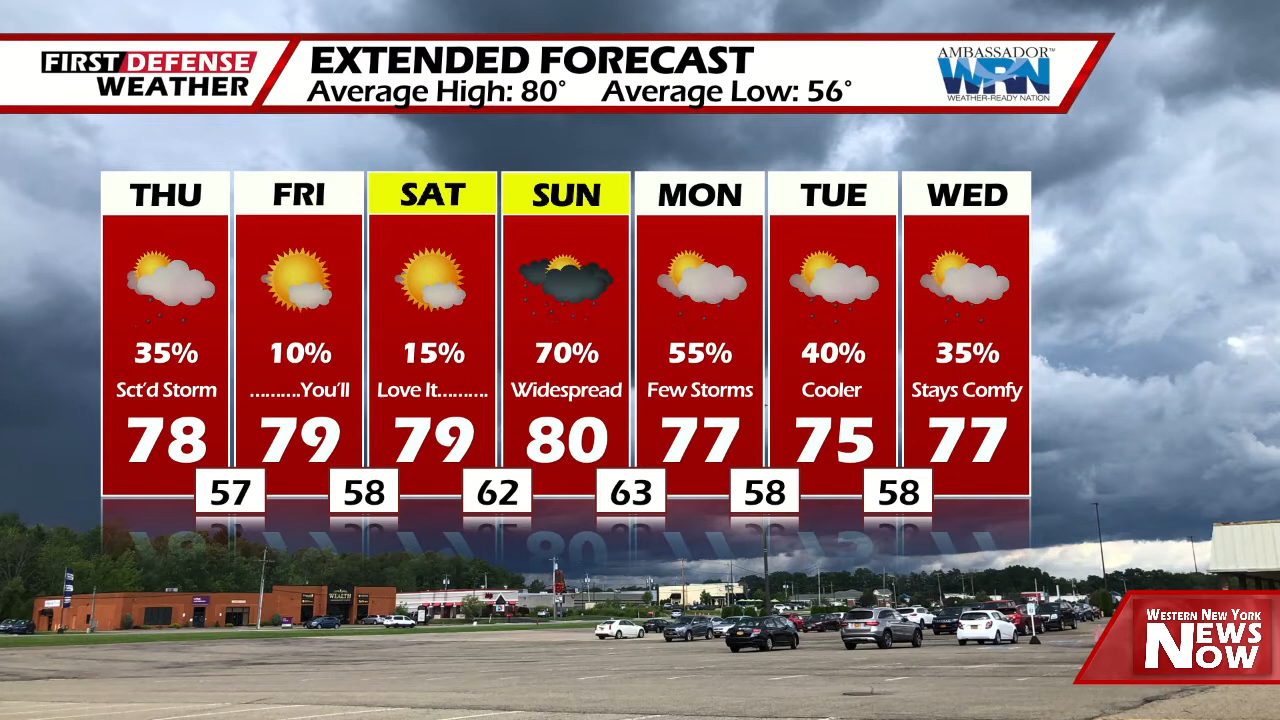 FIRST DEFENSE
WEATHER
EXTENDED FORECAST
Average High: 80° Average Low: 56°
AMBASSADOR™
WRN
WEATHER-READY NATION
THU FRI SAT SUN MON TUE WED
35% 10% 15% 70% 55% 40% 35%
Sct'd Storm ..........You'll Love It.......... Widespread Few Storms Cooler Stays Comfy
78 79 79 80 77 75 77
57 58 62 63 58 58
WEALTH
WESTERN NEW YORK
NEWS
NOW